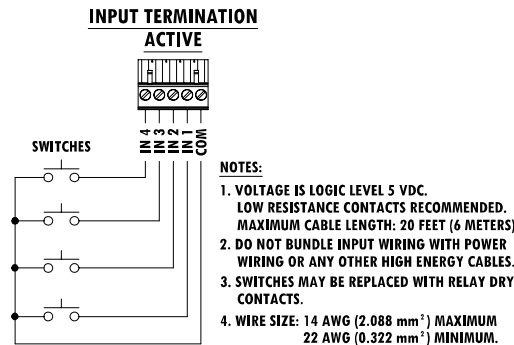 INPUT TERMINATION
ACTIVE
IN 4
IN 3
IN 2
IN 1
COM
SWITCHES
NOTES:
1. VOLTAGE IS LOGIC LEVEL 5 VDC.
LOW RESISTANCE CONTACTS RECOMMENDED.
MAXIMUM CABLE LENGTH: 20 FEET (6 METERS)
2. DO NOT BUNDLE INPUT WIRING WITH POWER
WIRING OR ANY OTHER HIGH ENERGY CABLES.
3. SWITCHES MAY BE REPLACED WITH RELAY DRY
CONTACTS.
4. WIRE SIZE: 14 AWG (2.088 mm²) MAXIMUM
22 AWG (0.322 mm²) MINIMUM.